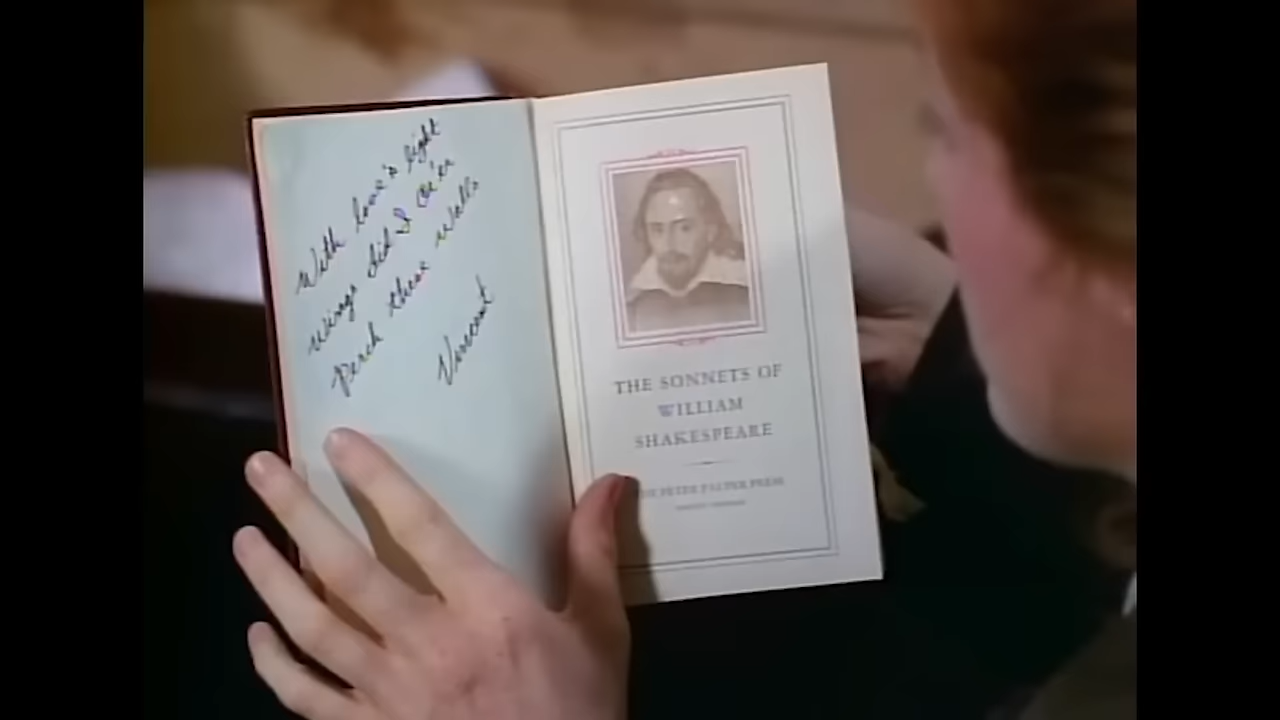 With love's light
wings did I o'er
perch these walls
Vincent
THE SONNETS OF
WILLIAM
SHAKESPEARE
PETER PAUPER PRESS